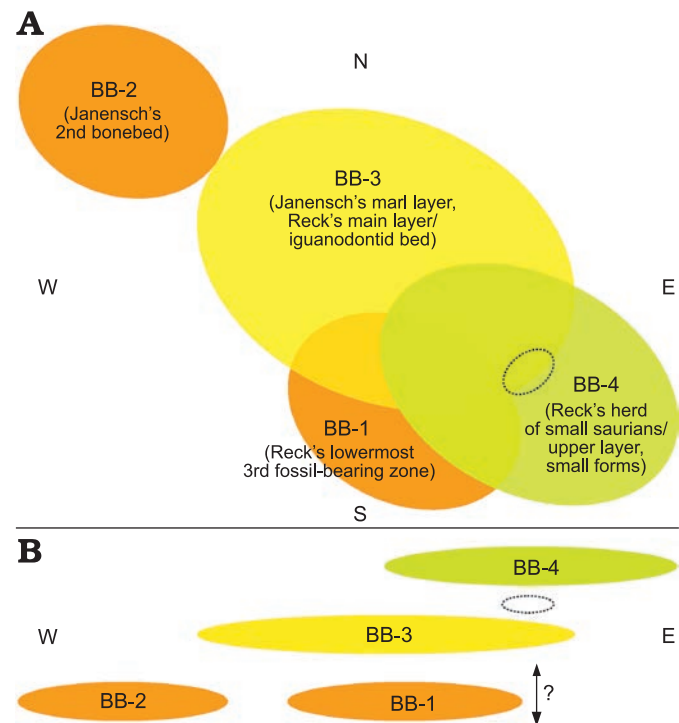 A
N
BB-2
(Janensch's
2nd bonebed)
BB-3
(Janensch's marl layer,
Reck's main layer/
iguanodontid bed)
W
E
BB-4
(Reck's herd
of small saurians/
upper layer,
small forms)
BB-1
(Reck's lowermost
3rd fossil-bearing zone)
S
B
BB-4
W
BB-3
E
BB-2
BB-1
?